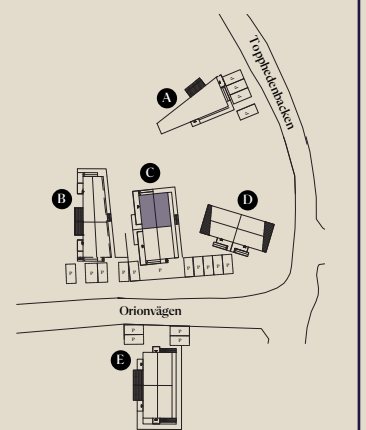 Topphedenbacken
A
C
B
D
P P P P P P P P P P P
Orionvägen
P P
P P
E